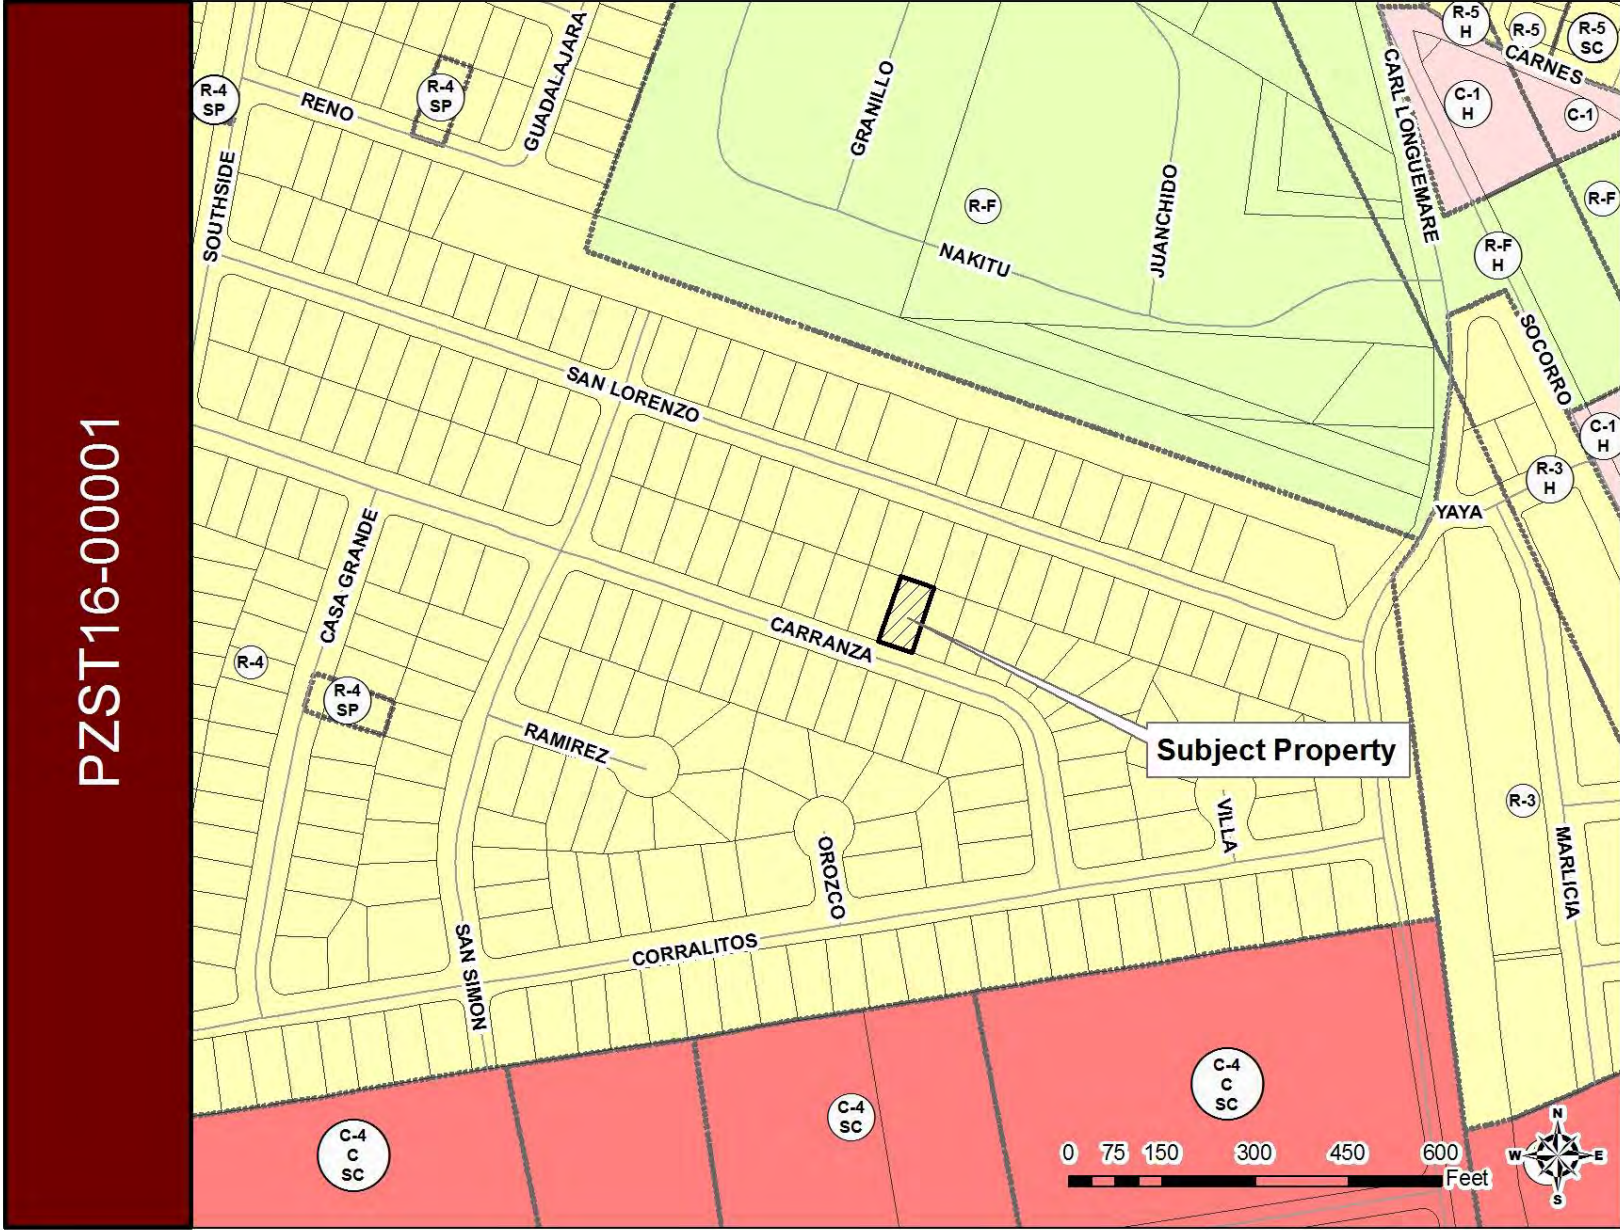 PZST16-00001
R-4
SP
RENO
R-4
SP
GUADALAJARA
SOUTHSIDE
GRANILLO
R-F
NAKITU
JUANCHIDO
CARL LONGUEMARE
R-5
H
R-5
R-5
SC
CARNES
C-1
H
C-1
R-F
R-F
H
SOCORRO
C-1
H
R-3
H
YAYA
SAN LORENZO
CASA GRANDE
CARRANZA
R-4
R-4
SP
RAMIREZ
Subject Property
VILLA
R-3
MARLICIA
OROZCO
SAN SIMON
CORRALITOS
C-4
C
SC
C-4
SC
C-4
C
SC
0 75 150 300 450 600
Feet
N
W E
S